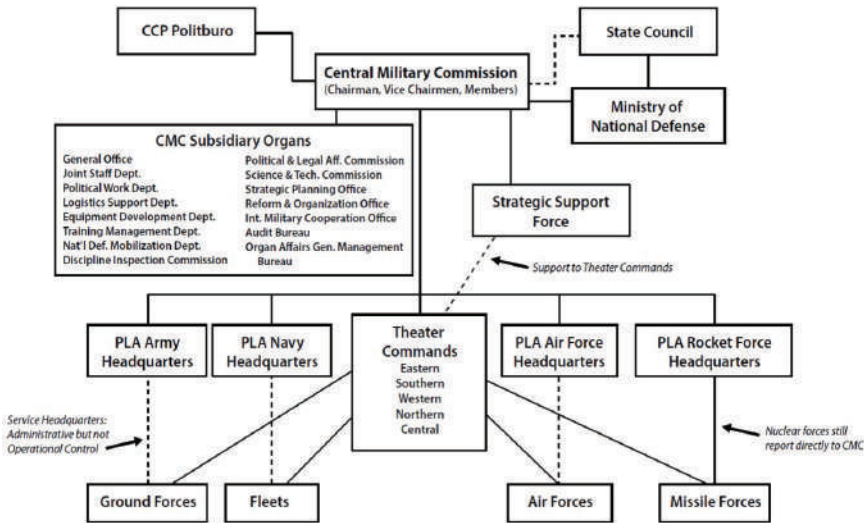 CCP Politburo
State Council
Central Military Commission
(Chairman, Vice Chairmen, Members)
Ministry of
National Defense
CMC Subsidiary Organs
General Office
Joint Staff Dept.
Political Work Dept.
Logistics Support Dept.
Equipment Development Dept.
Training Management Dept.
Nat'l Def. Mobilization Dept.
Discipline Inspection Commission
Political & Legal Aff. Commission
Science & Tech. Commission
Strategic Planning Office
Reform & Organization Office
Int. Military Cooperation Office
Audit Bureau
Organ Affairs Gen. Management
Bureau
Strategic Support
Force
Support to Theater Commands
PLA Army
Headquarters
PLA Navy
Headquarters
Theater
Commands
Eastern
Southern
Western
Northern
Central
PLA Air Force
Headquarters
PLA Rocket Force
Headquarters
Service Headquarters:
Administrative but not
Operational Control
Nuclear forces still
report directly to CMC
Ground Forces
Fleets
Air Forces
Missile Forces